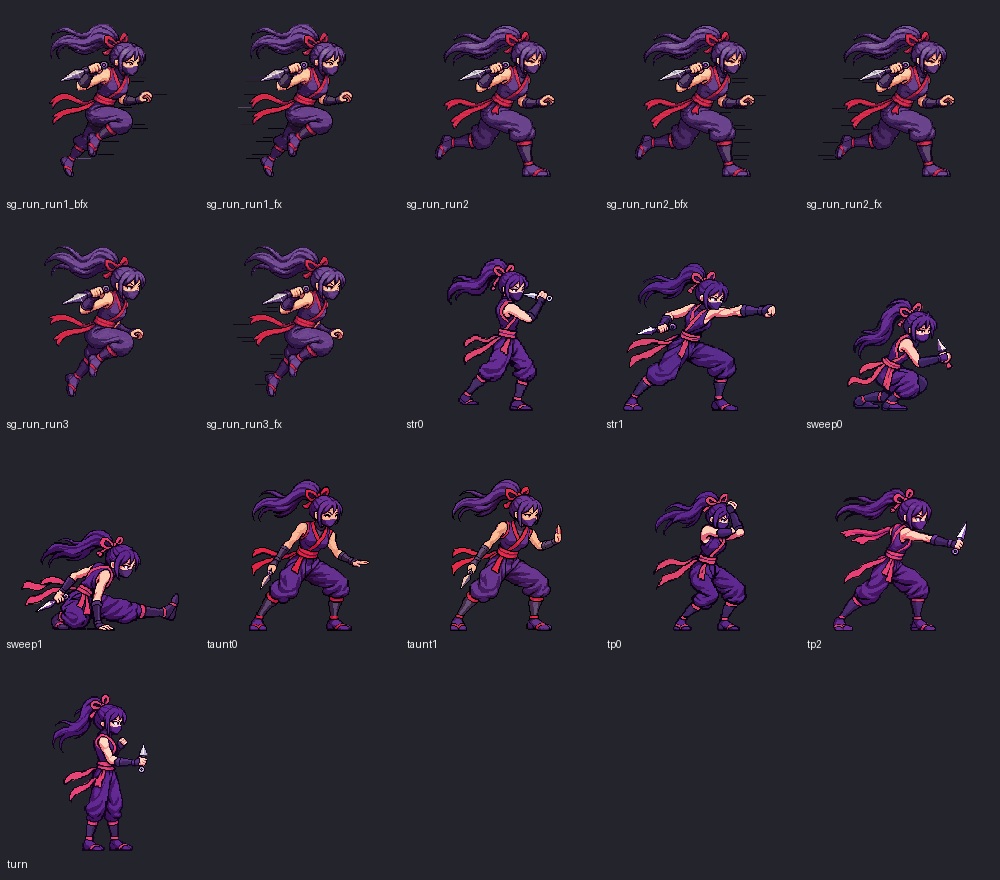 sg_run_run1_bfx
sg_run_run1_fx
sg_run_run2
sg_run_run2_bfx
sg_run_run2_fx
sg_run_run3
sg_run_run3_fx
str0
str1
sweep0
sweep1
taunt0
taunt1
tp0
tp2
turn